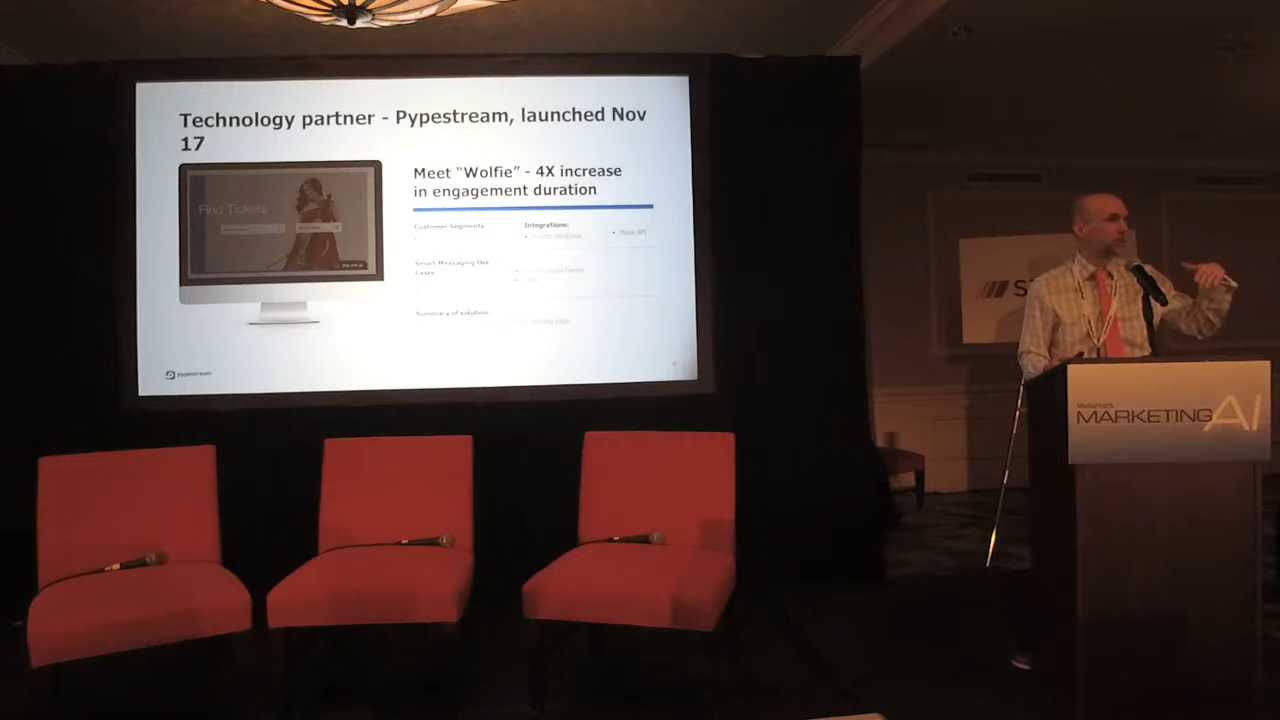 Technology partner - Pypestream, launched Nov
17
Meet “Wolfie” - 4X increase
in engagement duration
Find Tickets
Customer Segments
Integrations:
Smart Messaging Use
Cases
Summary of solution
pypestream
MediaPost's
MARKETING AI